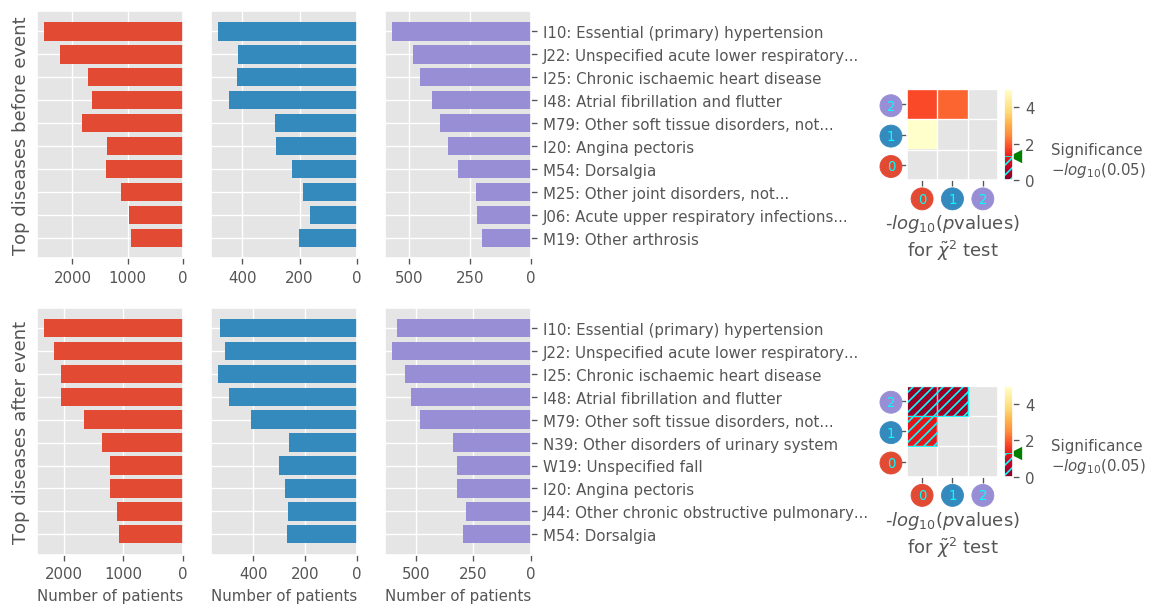 Top diseases before event
I10: Essential (primary) hypertension
J22: Unspecified acute lower respiratory...
I25: Chronic ischaemic heart disease
I48: Atrial fibrillation and flutter
M79: Other soft tissue disorders, not...
I20: Angina pectoris
M54: Dorsalgia
M25: Other joint disorders, not...
J06: Acute upper respiratory infections...
M19: Other arthrosis
2000 1000 0
400 200 0
500 250 0
2
1
0
0 1 2
4
2
0
Significance
−log₁₀(0.05)
-log₁₀(pvalues)
for χ̃² test
Top diseases after event
I10: Essential (primary) hypertension
J22: Unspecified acute lower respiratory...
I25: Chronic ischaemic heart disease
I48: Atrial fibrillation and flutter
M79: Other soft tissue disorders, not...
N39: Other disorders of urinary system
W19: Unspecified fall
I20: Angina pectoris
J44: Other chronic obstructive pulmonary...
M54: Dorsalgia
2000 1000 0
400 200 0
500 250 0
Number of patients
Number of patients
Number of patients
2
1
0
0 1 2
4
2
0
Significance
−log₁₀(0.05)
-log₁₀(pvalues)
for χ̃² test